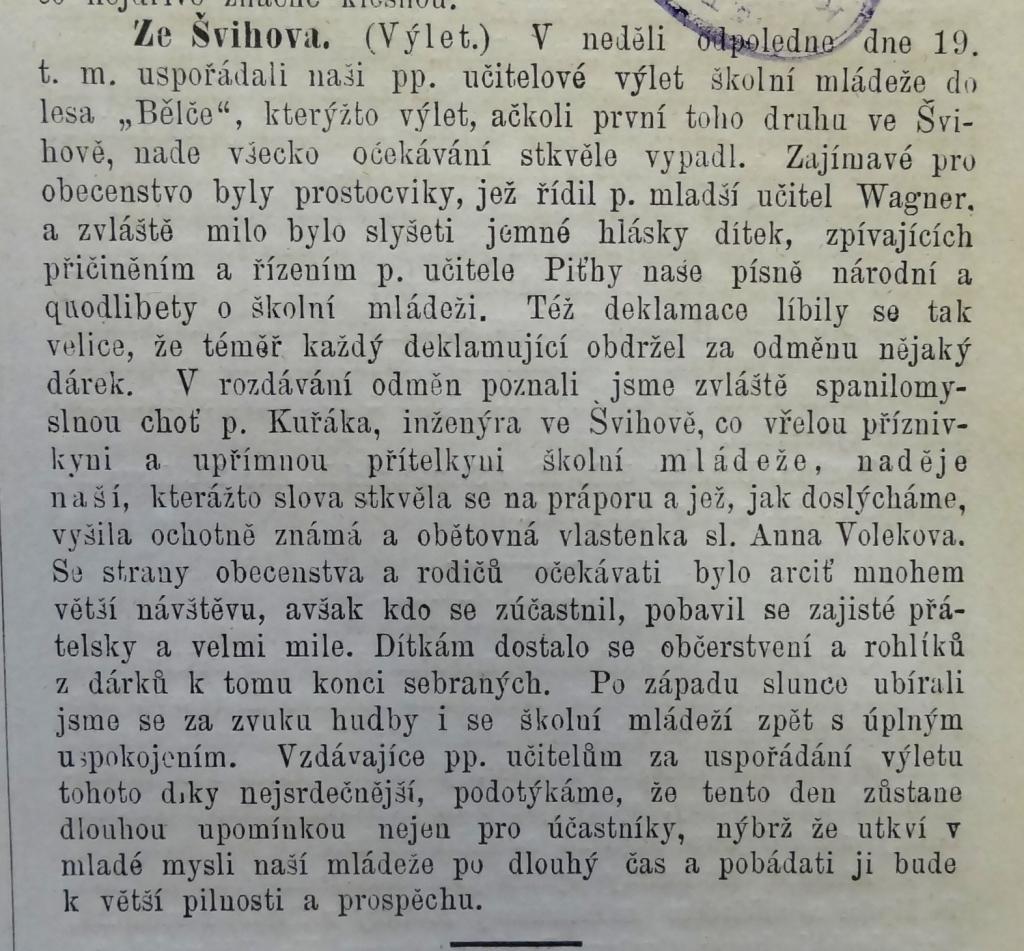 Ze Švihova. (Výlet.) V neděli odpoledne dne 19.
t. m. uspořádali naši pp. učitelové výlet školní mládeže do
lesa „Bělče“, kterýžto výlet, ačkoli první toho druhu ve Švi-
hově, nade všecko očekávání stkvěle vypadl. Zajímavé pro
obecenstvo byly prostocviky, jež řídil p. mladší učitel Wagner,
a zvláště milo bylo slyšeti jemné hlásky dítek, zpívajících
přičiněním a řízením p. učitele Piťhy naše písně národní a
quodlibety o školní mládeži. Též deklamace líbily se tak
velice, že téměř každý deklamující obdržel za odměnu nějaký
dárek. V rozdávání odměn poznali jsme zvláště spanilomy-
slnou choť p. Kuřáka, inženýra ve Švihově, co vřelou přízniv-
kyni a upřímnou přítelkyni školní mládeže, naděje
naší, kterážto slova stkvěla se na práporu a jež, jak doslýcháme,
vyšila ochotně známá a obětovná vlastenka sl. Anna Volekova.
Se strany obecenstva a rodičů očekávati bylo arciť mnohem
větší návštěvu, avšak kdo se zúčastnil, pobavil se zajisté přá-
telsky a velmi mile. Dítkám dostalo se občerstvení a rohlíků
z dárků k tomu konci sebraných. Po západu slunce ubírali
jsme se za zvuku hudby i se školní mládeží zpět s úplným
uspokojením. Vzdávajíce pp. učitelům za uspořádání výletu
tohoto díky nejsrdečnější, podotýkáme, že tento den zůstane
dlouhou upomínkou nejen pro účastníky, nýbrž že utkví v
mladé mysli naší mládeže po dlouhý čas a pobádati ji bude
k větší pilnosti a prospěchu.